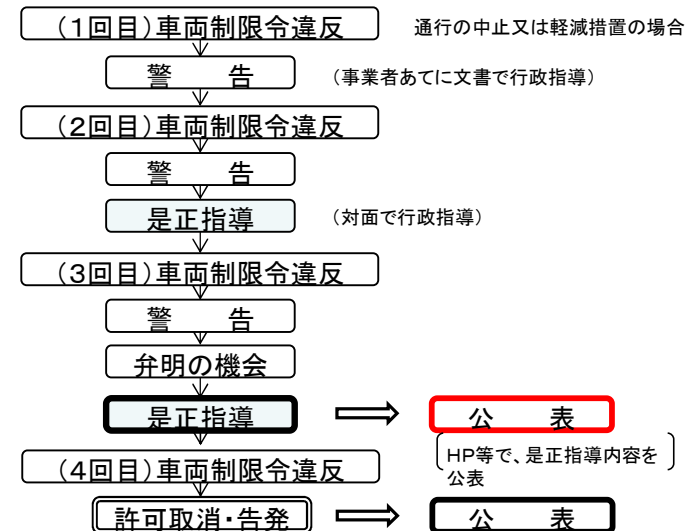 (1回目)車両制限令違反 通行の中止又は軽減措置の場合
警　　告 (事業者あてに文書で行政指導)
(2回目)車両制限令違反
警　　告
是正指導 (対面で行政指導)
(3回目)車両制限令違反
警　　告
弁明の機会
是正指導 公　　表
HP等で、是正指導内容を
公表
(4回目)車両制限令違反
許可取消・告発 公　　表